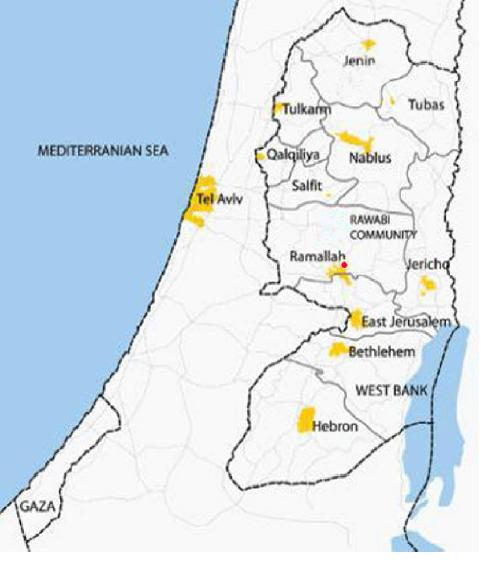 Jenin
Tulkarm
Tubas
MEDITERRANIAN SEA
Qalqiliya
Nablus
Salfit
Tel Aviv
RAWABI
COMMUNITY
Ramallah
Jericho
East Jerusalem
Bethlehem
WEST BANK
Hebron
GAZA